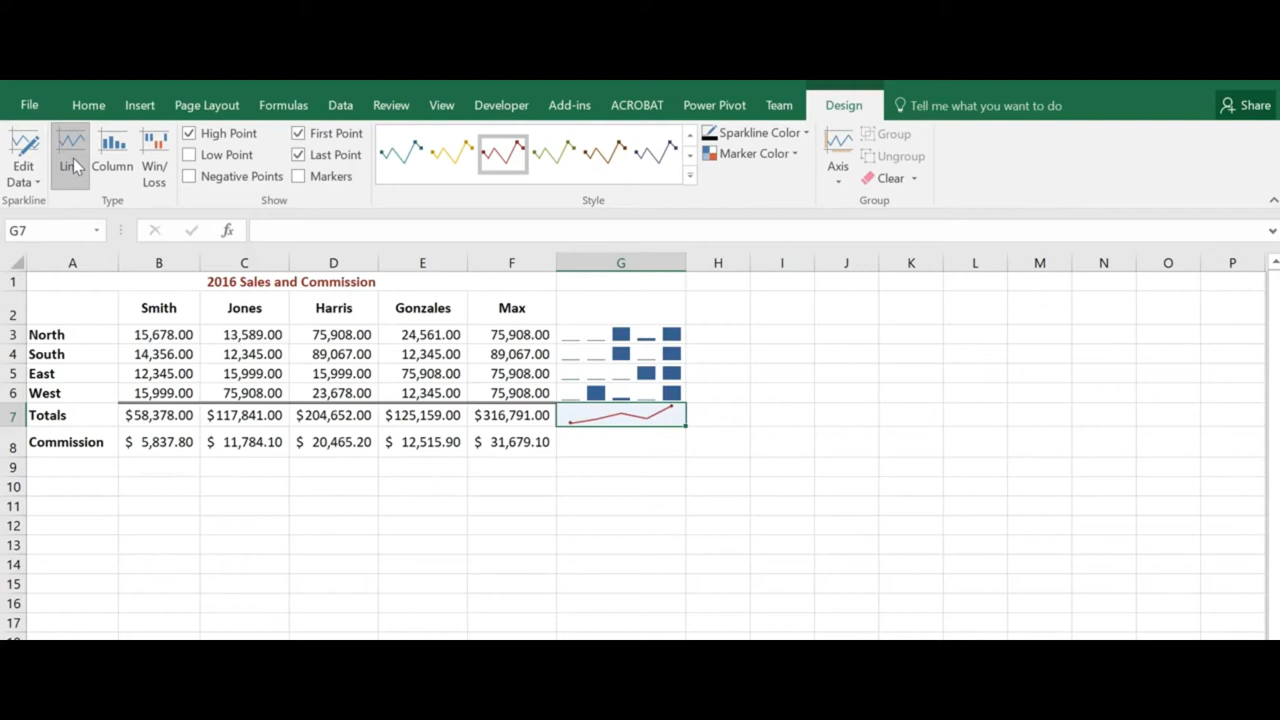 File Home Insert Page Layout Formulas Data Review View Developer Add-ins ACROBAT Power Pivot Team Design Tell me what you want to do Share
High Point First Point Sparkline Color
Edit Data Line Column Win/Loss Low Point Last Point Marker Color Axis Group Ungroup
Negative Points Markers Clear
Sparkline Type Show Style Group
G7 fx
A B C D E F G H I J K L M N O P
1 2016 Sales and Commission
2 Smith Jones Harris Gonzales Max
3 North 15,678.00 13,589.00 75,908.00 24,561.00 75,908.00
4 South 14,356.00 12,345.00 89,067.00 12,345.00 89,067.00
5 East 12,345.00 15,999.00 15,999.00 75,908.00 75,908.00
6 West 15,999.00 75,908.00 23,678.00 12,345.00 75,908.00
7 Totals $58,378.00 $117,841.00 $204,652.00 $125,159.00 $316,791.00
8 Commission $ 5,837.80 $ 11,784.10 $ 20,465.20 $ 12,515.90 $ 31,679.10
9
10
11
12
13
14
15
16
17